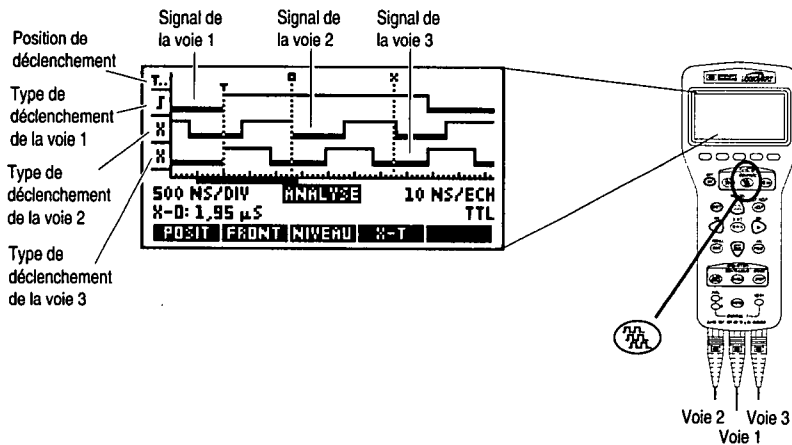 Position de
déclenchement
Signal de
la voie 1
Signal de
la voie 2
Signal de
la voie 3
Type de
déclenchement
de la voie 1
Type de
déclenchement
de la voie 2
Type de
déclenchement
de la voie 3
T..
T
O
X
X
X
500 NS/DIV ANALYSE 10 NS/ECH
X-O: 1,95 µS TTL
POSIT FRONT NIVEAU X-T
Voie 2 Voie 3
Voie 1